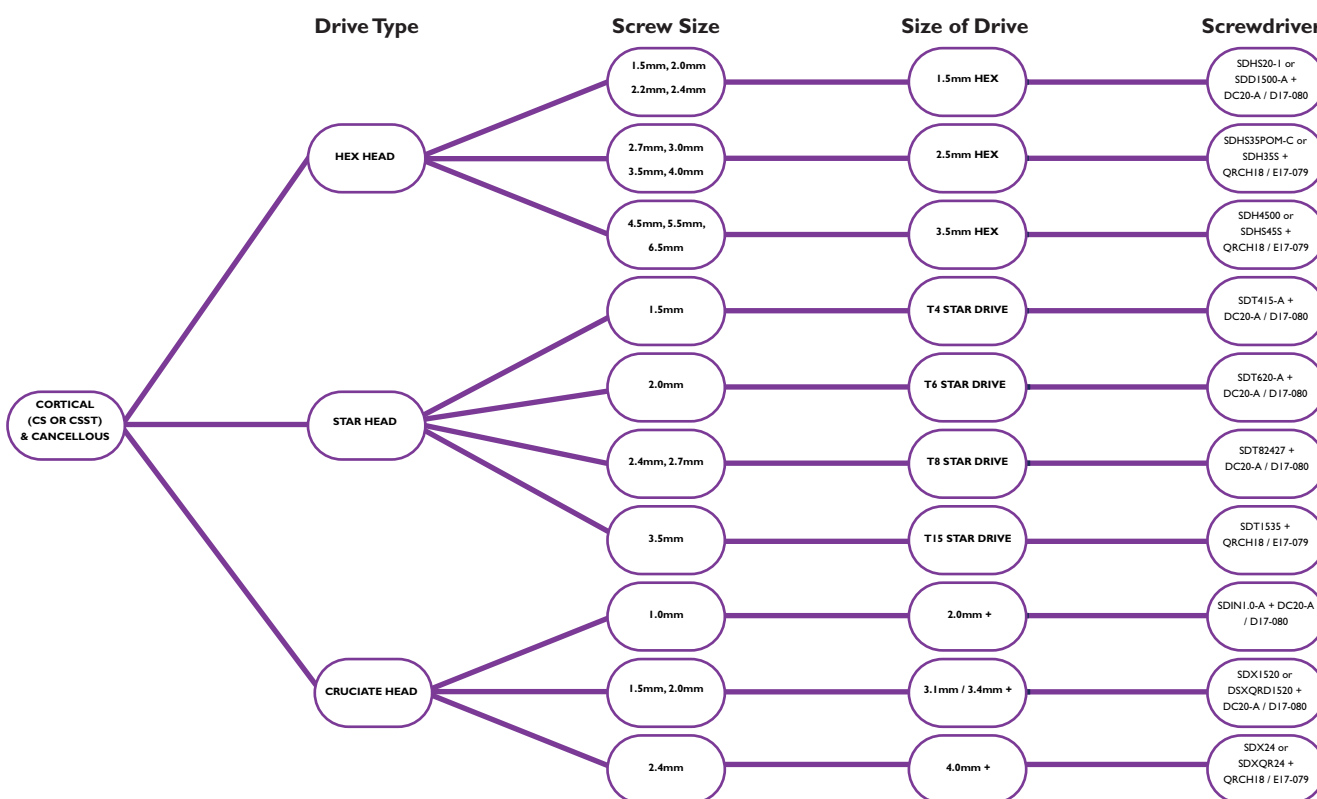 Drive Type
Screw Size
Size of Drive
Screwdriver
CORTICAL
(CS OR CSST)
& CANCELLOUS
HEX HEAD
1.5mm, 2.0mm
2.2mm, 2.4mm
1.5mm HEX
SDHS20-1 or
SDD1500-A +
DC20-A / D17-080
2.7mm, 3.0mm
3.5mm, 4.0mm
2.5mm HEX
SDHS35POM-C or
SDH35S +
QRCH18 / E17-079
4.5mm, 5.5mm,
6.5mm
3.5mm HEX
SDH4500 or
SDHS45S +
QRCH18 / E17-079
STAR HEAD
1.5mm
T4 STAR DRIVE
SDT415-A +
DC20-A / D17-080
2.0mm
T6 STAR DRIVE
SDT620-A +
DC20-A / D17-080
2.4mm, 2.7mm
T8 STAR DRIVE
SDT82427 +
DC20-A / D17-080
3.5mm
T15 STAR DRIVE
SDT1535 +
QRCH18 / E17-079
CRUCIATE HEAD
1.0mm
2.0mm +
SDIN1.0-A + DC20-A
/ D17-080
1.5mm, 2.0mm
3.1mm / 3.4mm +
SDX1520 or
DSXQRD1520 +
DC20-A / D17-080
2.4mm
4.0mm +
SDX24 or
SDXQR24 +
QRCH18 / E17-079